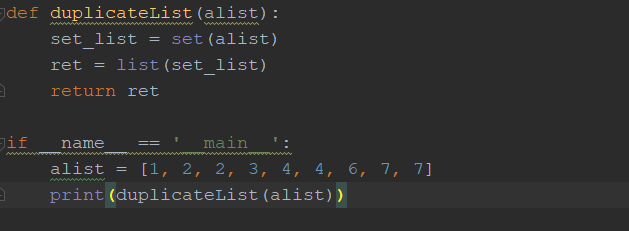 def duplicateList(alist):
    set_list = set(alist)
    ret = list(set_list)
    return ret
if __name__ == '__main__':
    alist = [1, 2, 2, 3, 4, 4, 6, 7, 7]
    print(duplicateList(alist))